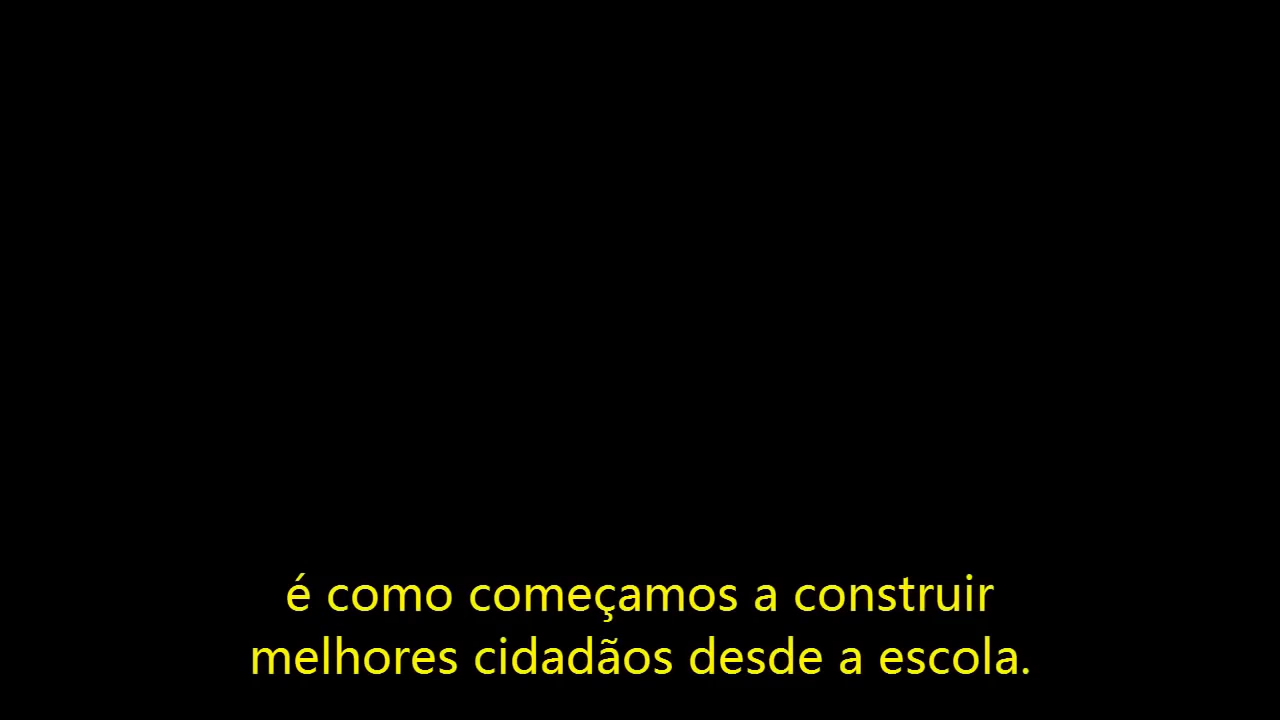 é como começamos a construir
melhores cidadãos desde a escola.